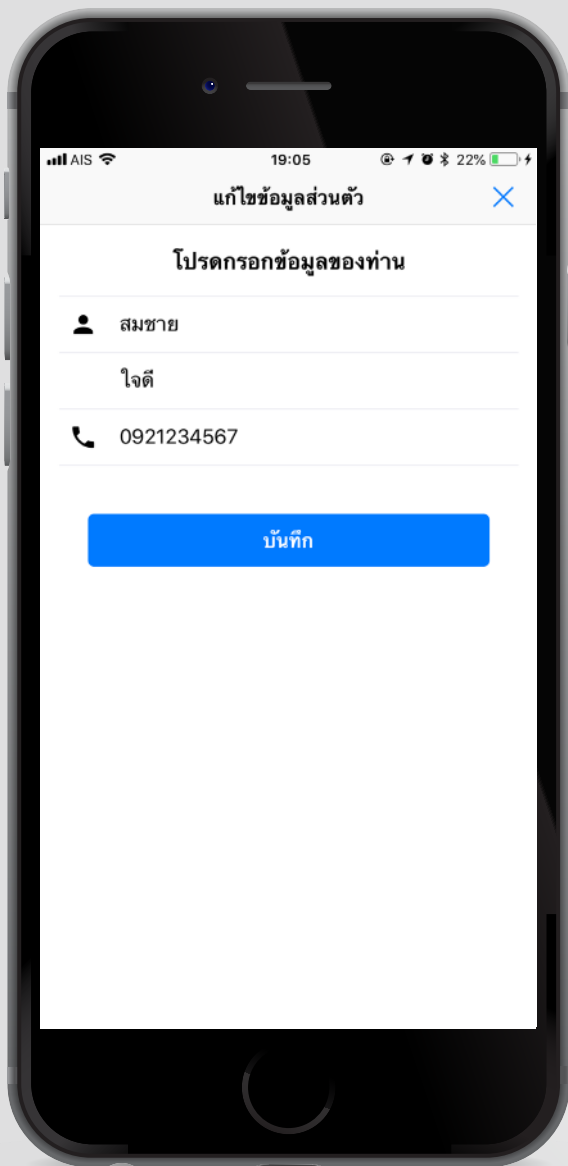 AIS 19:05 22%
แก้ไขข้อมูลส่วนตัว
โปรดกรอกข้อมูลของท่าน
สมชาย
ใจดี
0921234567
บันทึก